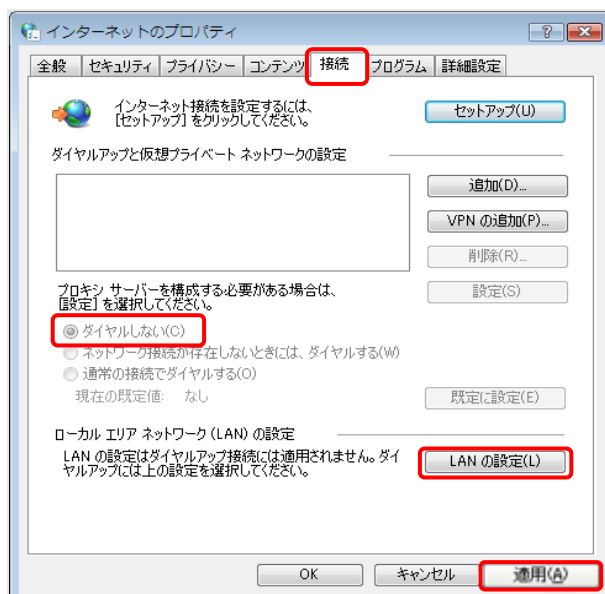 インターネットのプロパティ
全般 セキュリティ プライバシー コンテンツ 接続 プログラム 詳細設定
インターネット接続を設定するには、
[セットアップ] をクリックしてください。
セットアップ(U)
ダイヤルアップと仮想プライベート ネットワークの設定
追加(D)...
VPN の追加(P)...
削除(R)...
プロキシ サーバーを構成する必要がある場合は、
[設定] を選択してください。
設定(S)
ダイヤルしない(C)
ネットワーク接続が存在しないときには、ダイヤルする(W)
通常の接続でダイヤルする(O)
現在の既定値: なし
既定に設定(E)
ローカル エリア ネットワーク (LAN) の設定
LAN の設定はダイヤルアップ接続には適用されません。ダイ
ヤルアップには上の設定を選択してください。
LAN の設定(L)
OK キャンセル 適用(A)